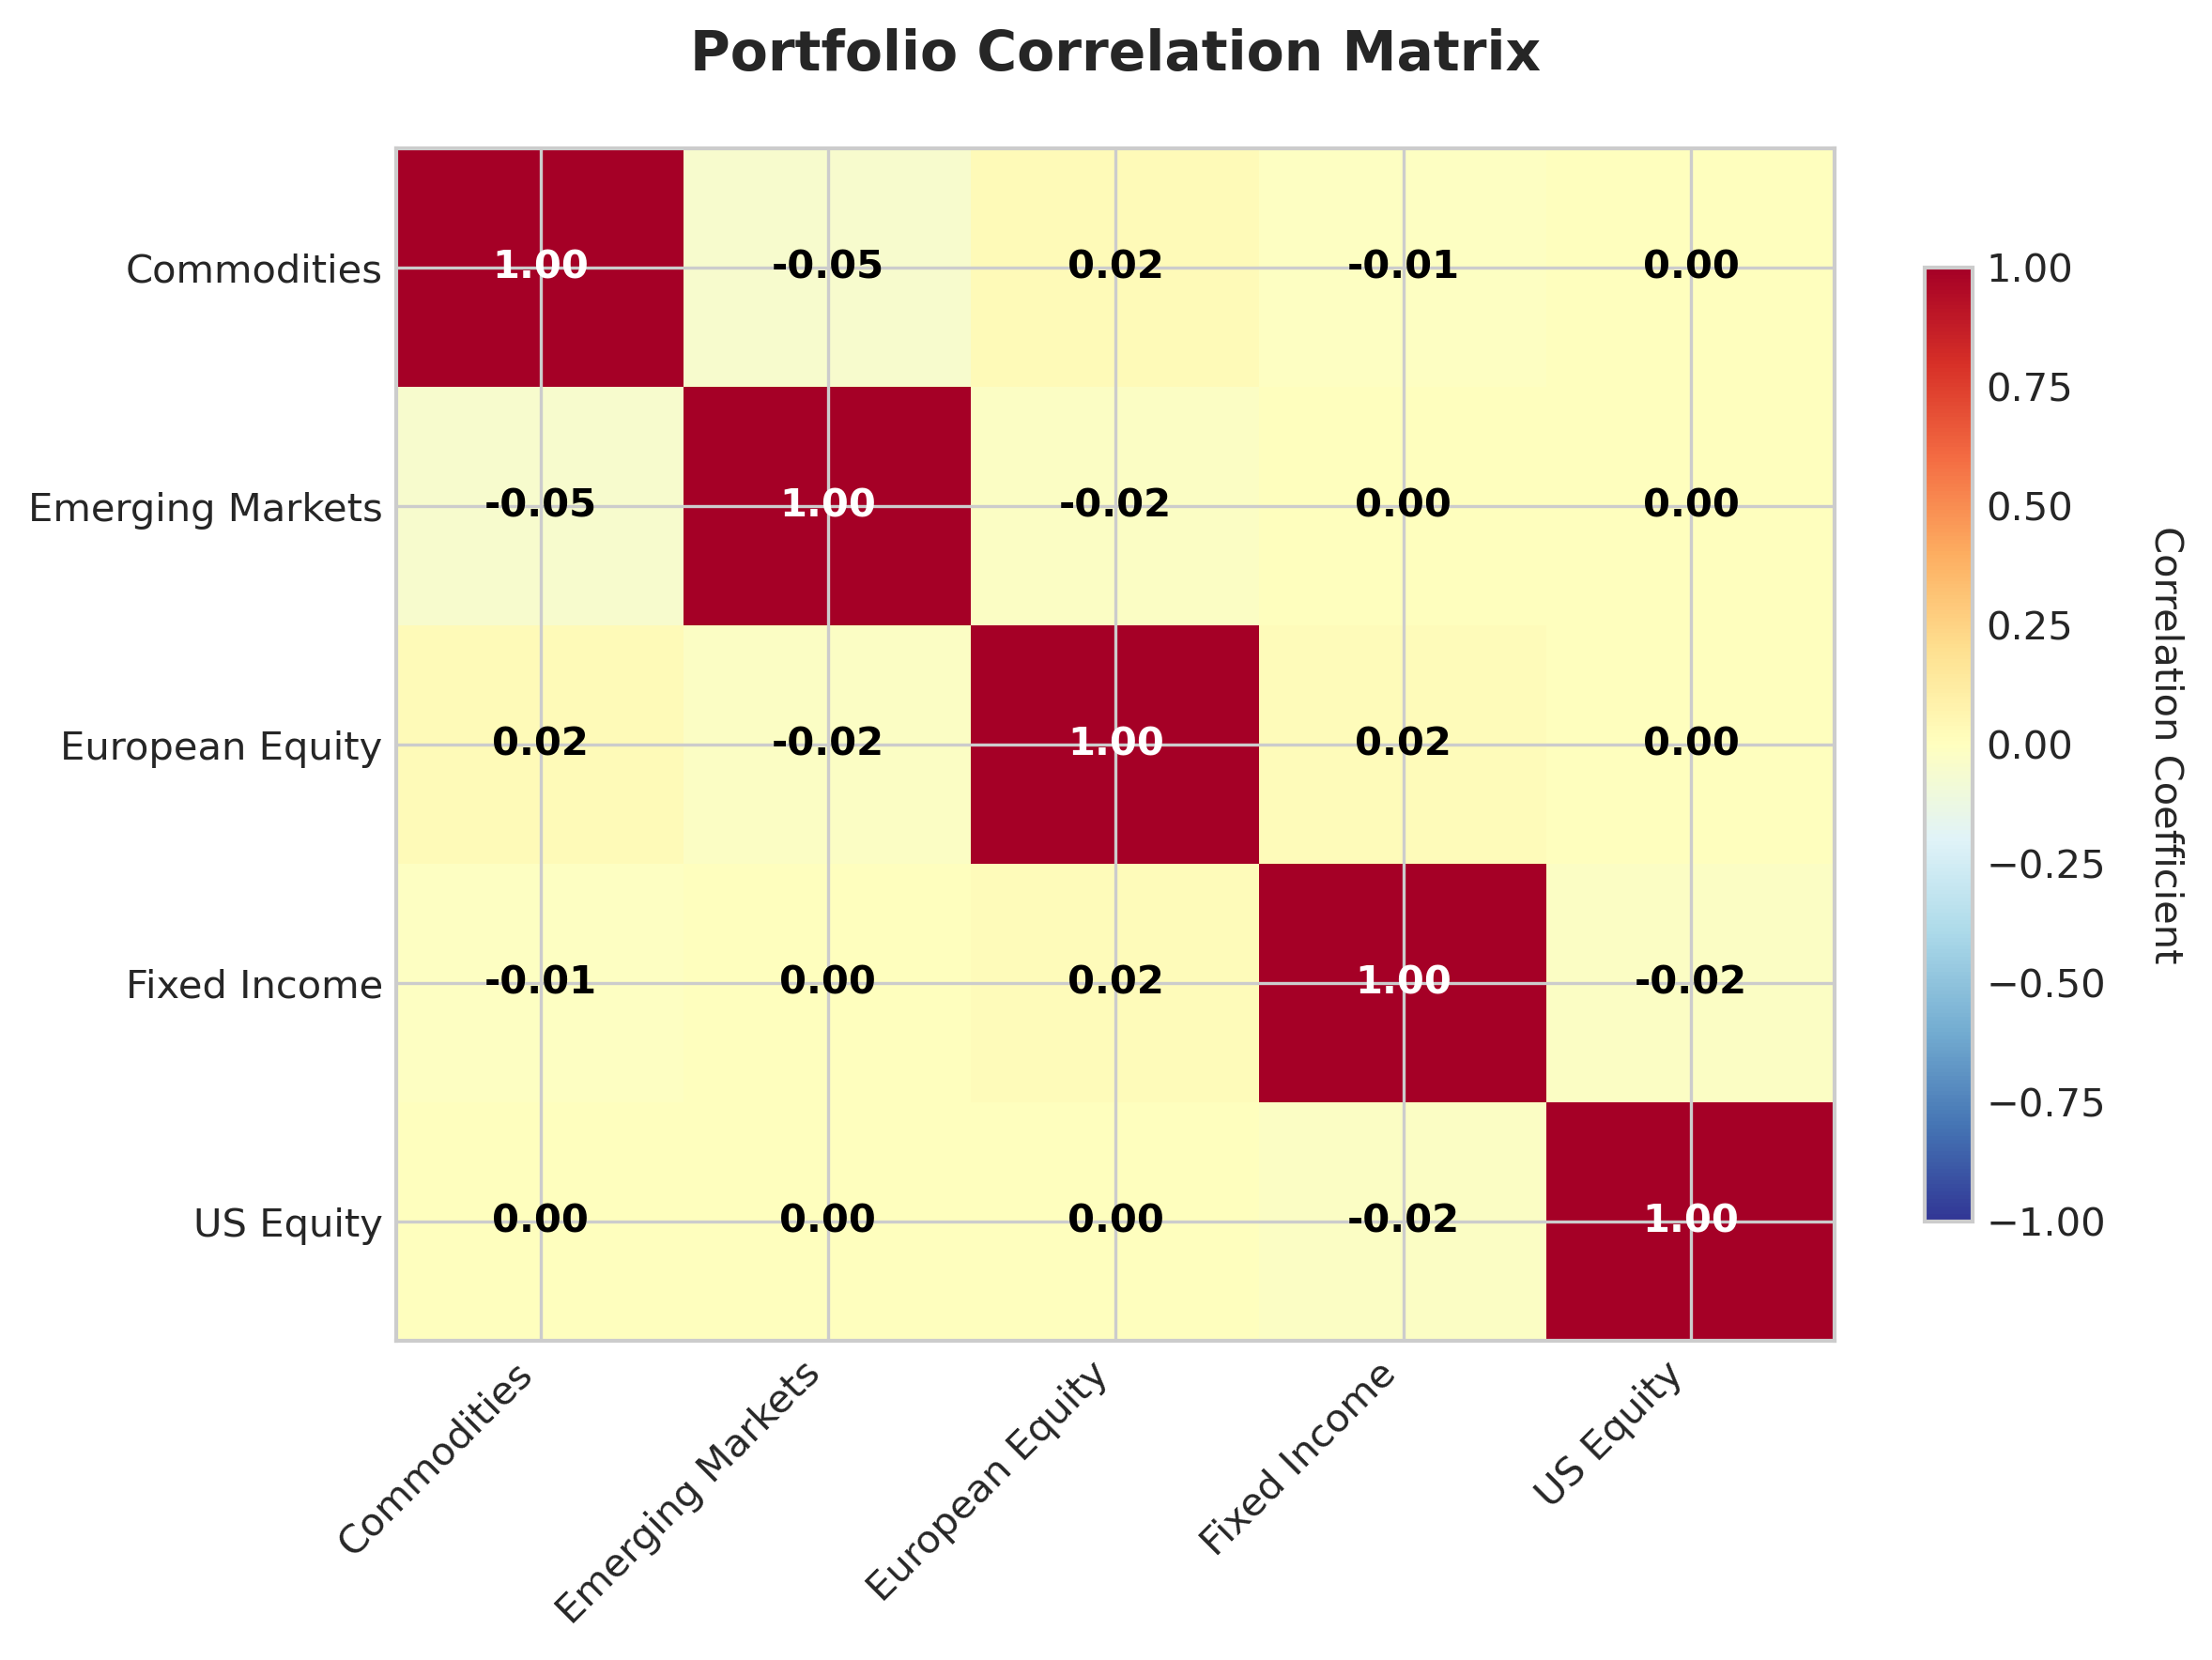 Portfolio Correlation Matrix
Commodities 1.00 -0.05 0.02 -0.01 0.00
Emerging Markets -0.05 1.00 -0.02 0.00 0.00
European Equity 0.02 -0.02 1.00 0.02 0.00
Fixed Income -0.01 0.00 0.02 1.00 -0.02
US Equity 0.00 0.00 0.00 -0.02 1.00
Commodities
Emerging Markets
European Equity
Fixed Income
US Equity
1.00
0.75
0.50
0.25
0.00
−0.25
−0.50
−0.75
−1.00
Correlation Coefficient